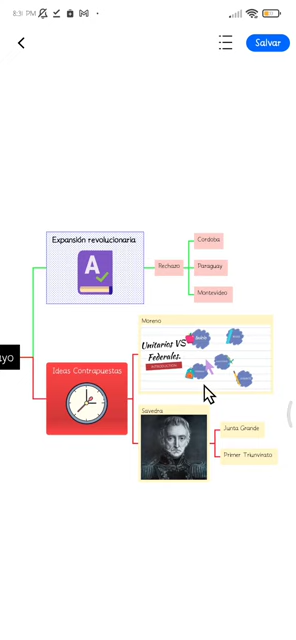 8:31 PM
Salvar
Expansión revolucionaria
A
Rechazo
Cordoba
Paraguay
Montevideo
ayo
Ideas Contrapuestas
Moreno
Unitarios VS
Federales.
Savedra
Junta Grande
Primer Triunvirato